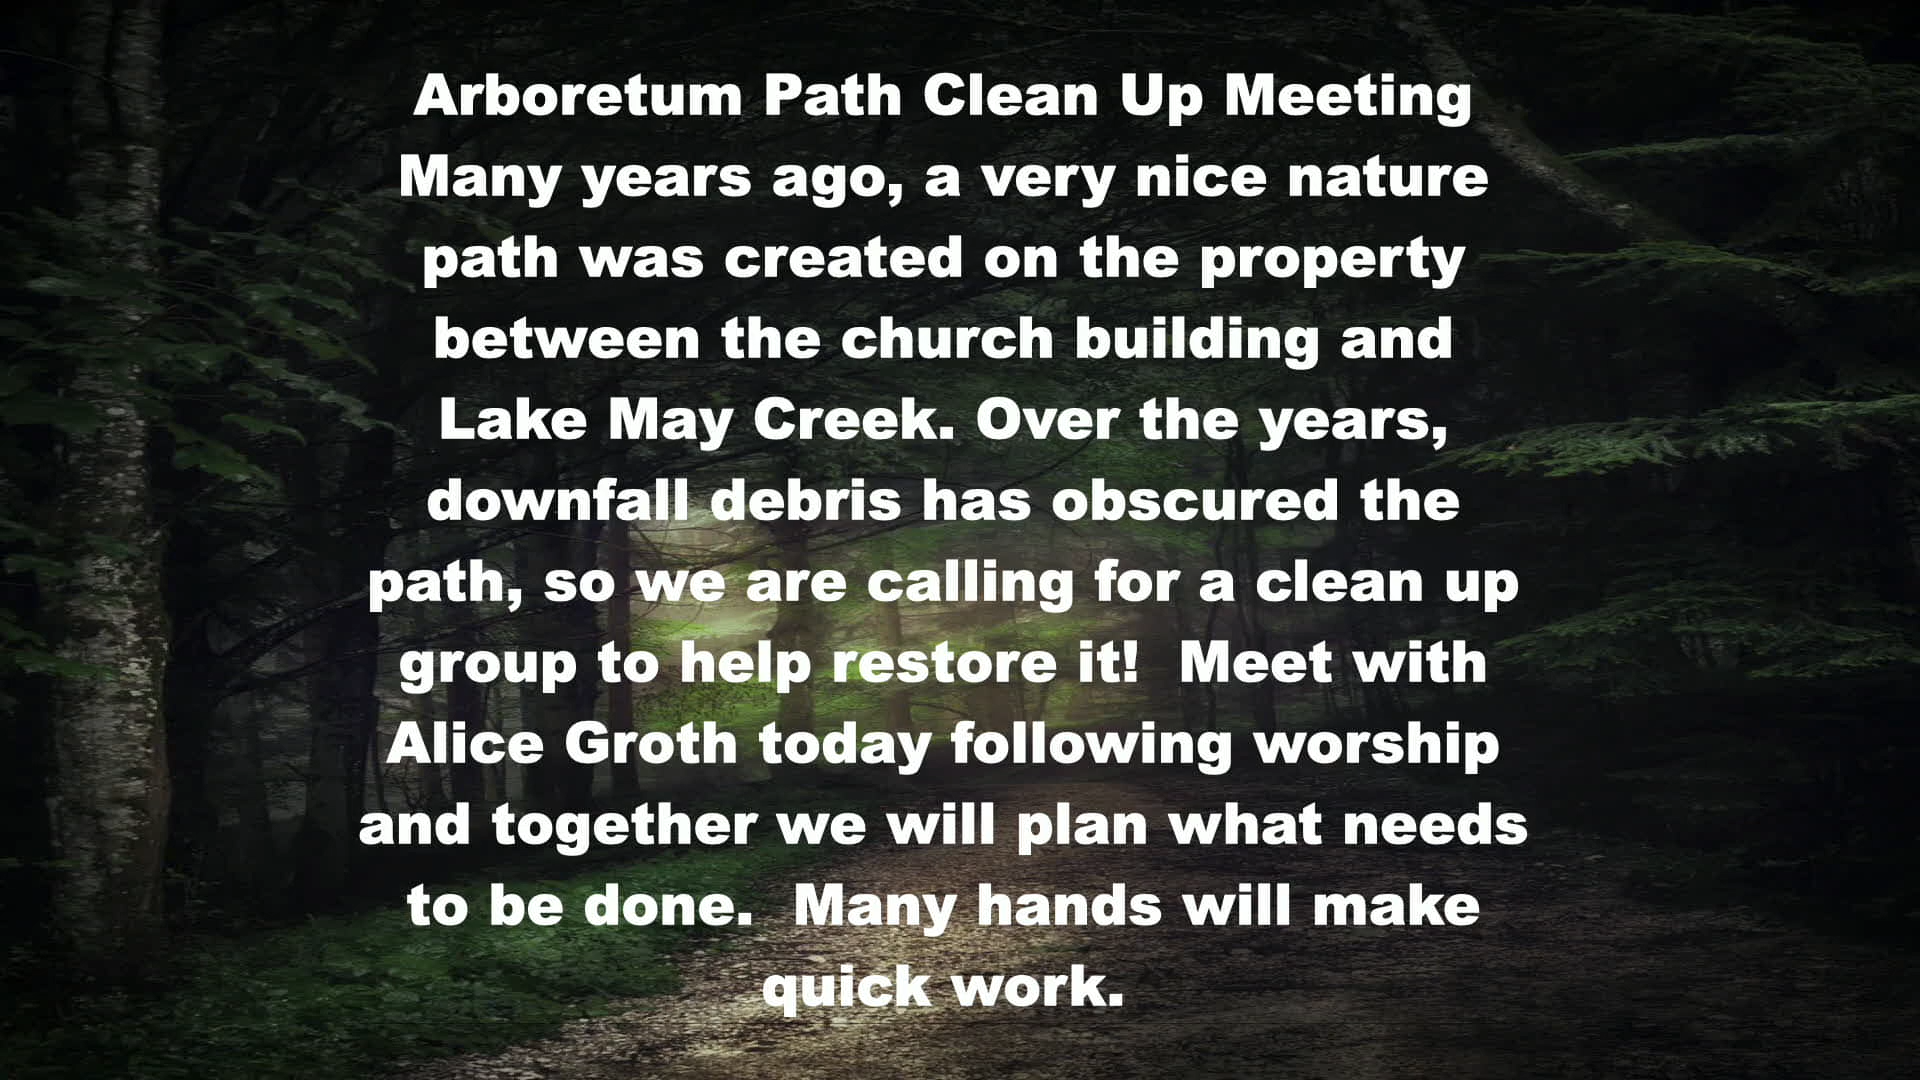 Arboretum Path Clean Up Meeting
Many years ago, a very nice nature
path was created on the property
between the church building and
Lake May Creek. Over the years,
downfall debris has obscured the
path, so we are calling for a clean up
group to help restore it!  Meet with
Alice Groth today following worship
and together we will plan what needs
to be done.  Many hands will make
quick work.